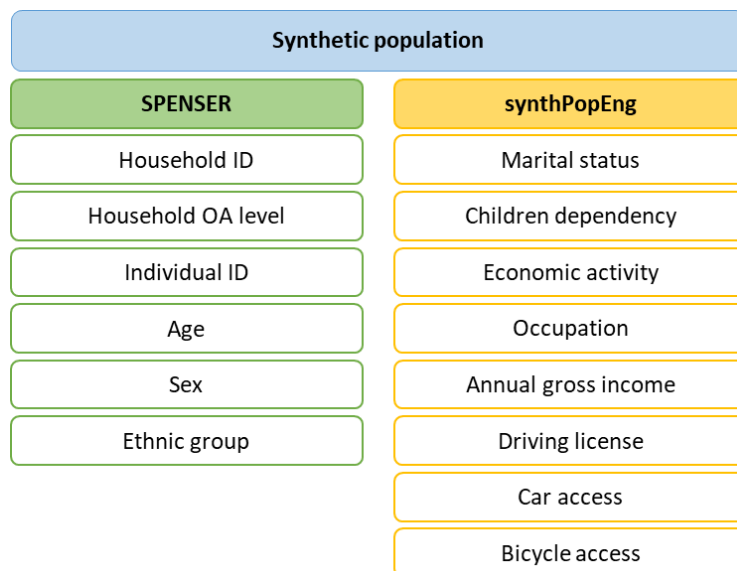 Synthetic population
SPENSER
synthPopEng
Household ID
Marital status
Household OA level
Children dependency
Individual ID
Economic activity
Age
Occupation
Sex
Annual gross income
Ethnic group
Driving license
Car access
Bicycle access